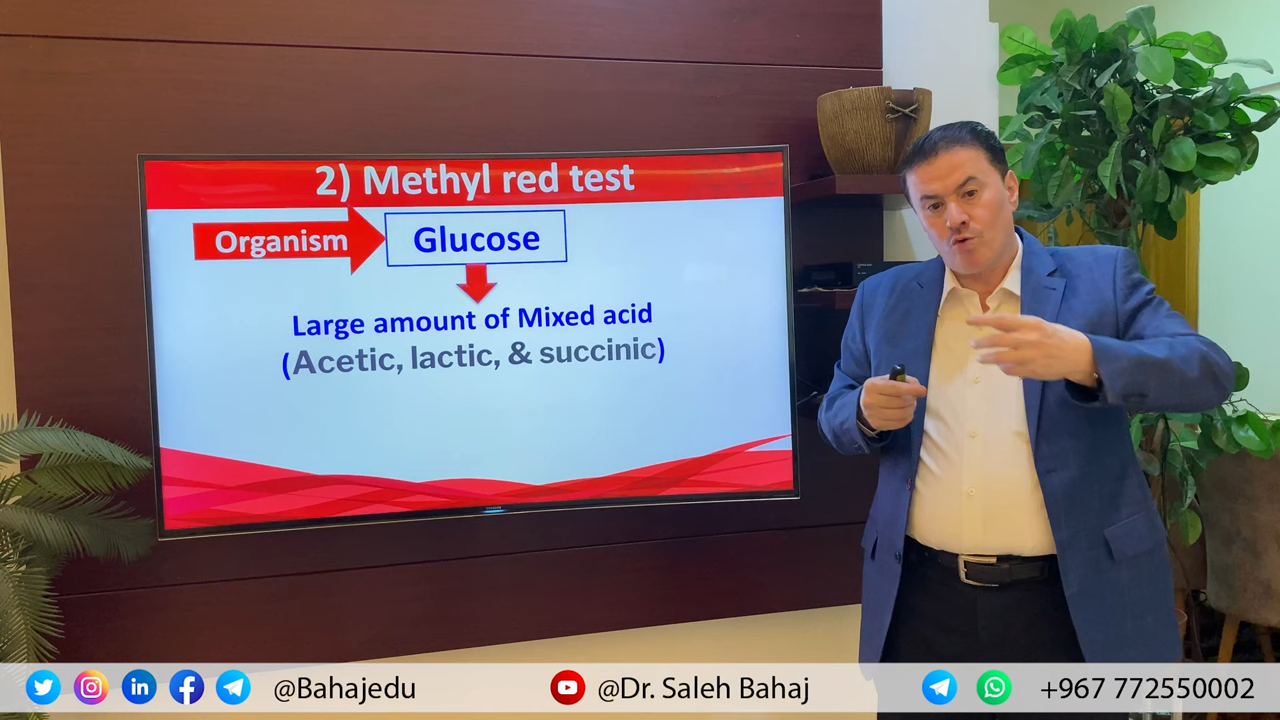 2) Methyl red test
Organism
Glucose
Large amount of Mixed acid
(Acetic, lactic, & succinic)
@Bahajedu
@Dr. Saleh Bahaj
+967 772550002